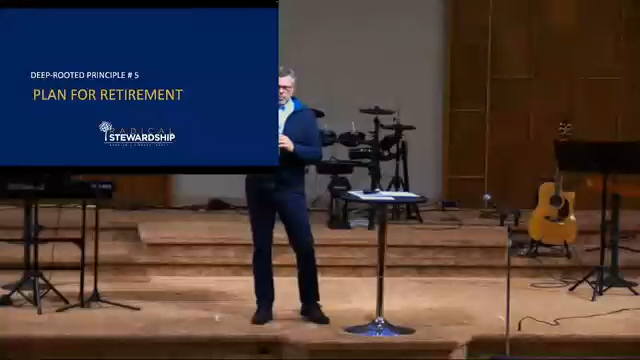 DEEP-ROOTED PRINCIPLE # 5
PLAN FOR RETIREMENT
RADICAL
STEWARDSHIP